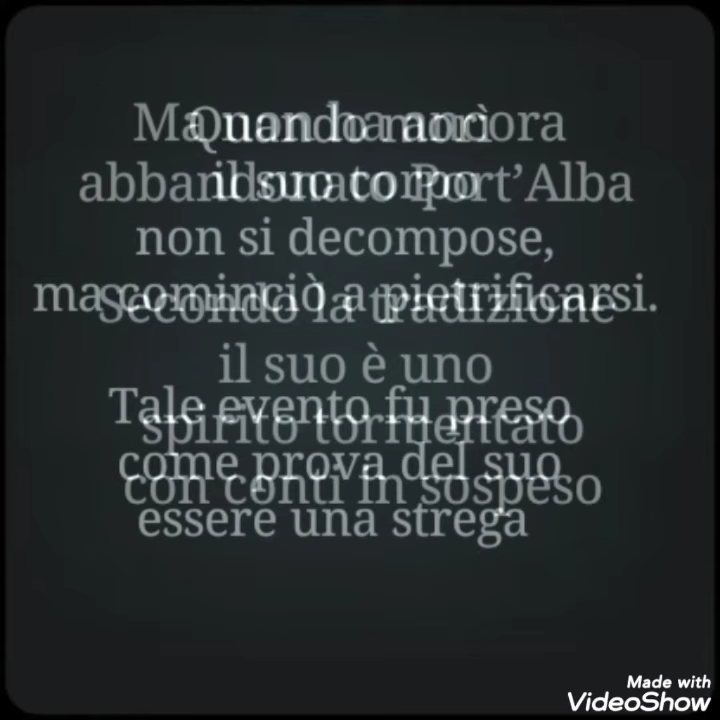 Quando morì
il suo corpo
non si decompose,
ma cominciò a pietrificarsi.
Tale evento fu preso
come prova del suo
essere una strega
Ma non ha ancora
abbandonato Port’Alba
Secondo la tradizione
il suo è uno
spirito tormentato
con conti in sospeso
Made with
VideoShow